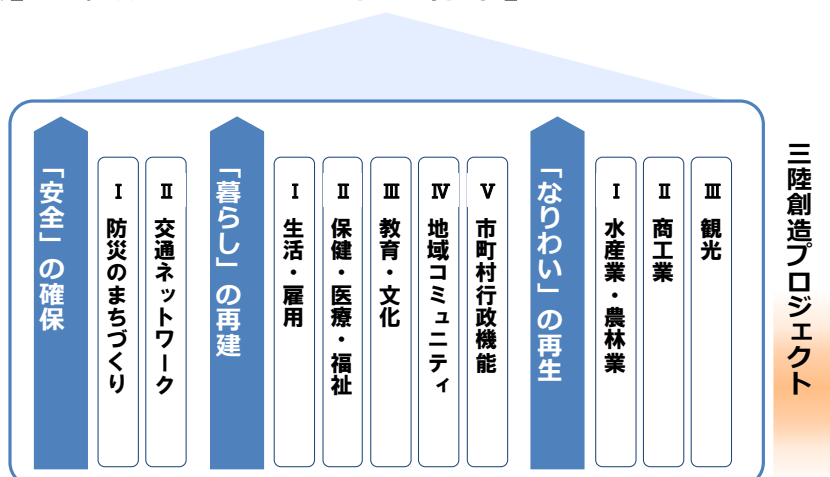 「安全」の確保
Ⅰ 防災のまちづくり
Ⅱ 交通ネットワーク
「暮らし」の再建
Ⅰ 生活・雇用
Ⅱ 保健・医療・福祉
Ⅲ 教育・文化
Ⅳ 地域コミュニティ
Ⅴ 市町村行政機能
「なりわい」の再生
Ⅰ 水産業・農林業
Ⅱ 商工業
Ⅲ 観光
三陸創造プロジェクト